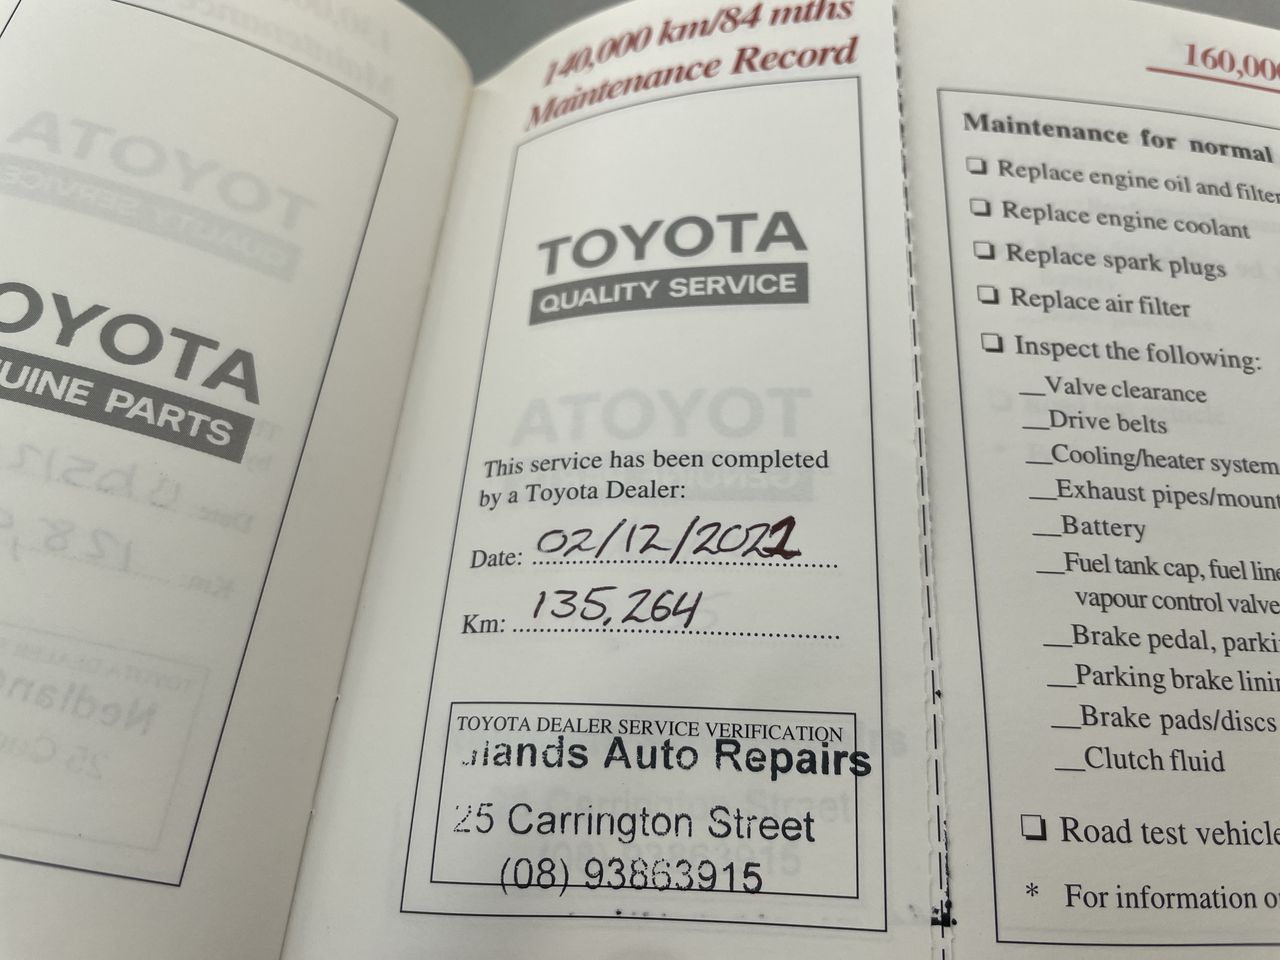 OYOTA
UINE PARTS
140,000 km/84 mths
Maintenance Record
TOYOTA
QUALITY SERVICE
This service has been completed
by a Toyota Dealer:
Date: 02/12/2021
Km: 135,264
TOYOTA DEALER SERVICE VERIFICATION
lands Auto Repairs
25 Carrington Street
(08) 93863915
160,000
Maintenance for normal
Replace engine oil and filter
Replace engine coolant
Replace spark plugs
Replace air filter
Inspect the following:
Valve clearance
Drive belts
Cooling/heater system
Exhaust pipes/mount
Battery
Fuel tank cap, fuel line
vapour control valve
Brake pedal, parki
Parking brake linin
Brake pads/discs
Clutch fluid
Road test vehicle
* For information o